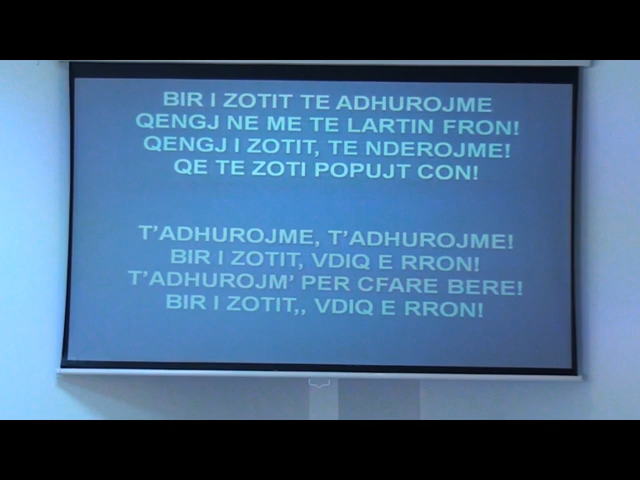 BIR I ZOTIT TE ADHUROJME
QENGJ NE ME TE LARTIN FRON!
QENGJ I ZOTIT, TE NDEROJME!
QE TE ZOTI POPUJT CON!
T'ADHUROJME, T'ADHUROJME!
BIR I ZOTIT, VDIQ E RRON!
T'ADHUROJM' PER CFARE BERE!
BIR I ZOTIT,, VDIQ E RRON!